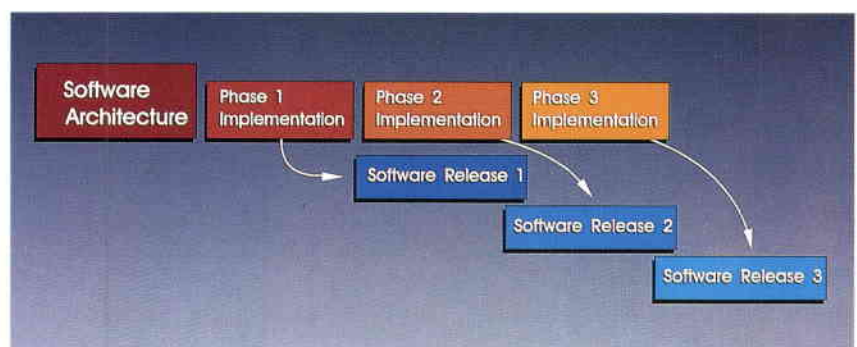 Software
Architecture
Phase 1
Implementation
Phase 2
Implementation
Phase 3
Implementation
Software Release 1
Software Release 2
Software Release 3